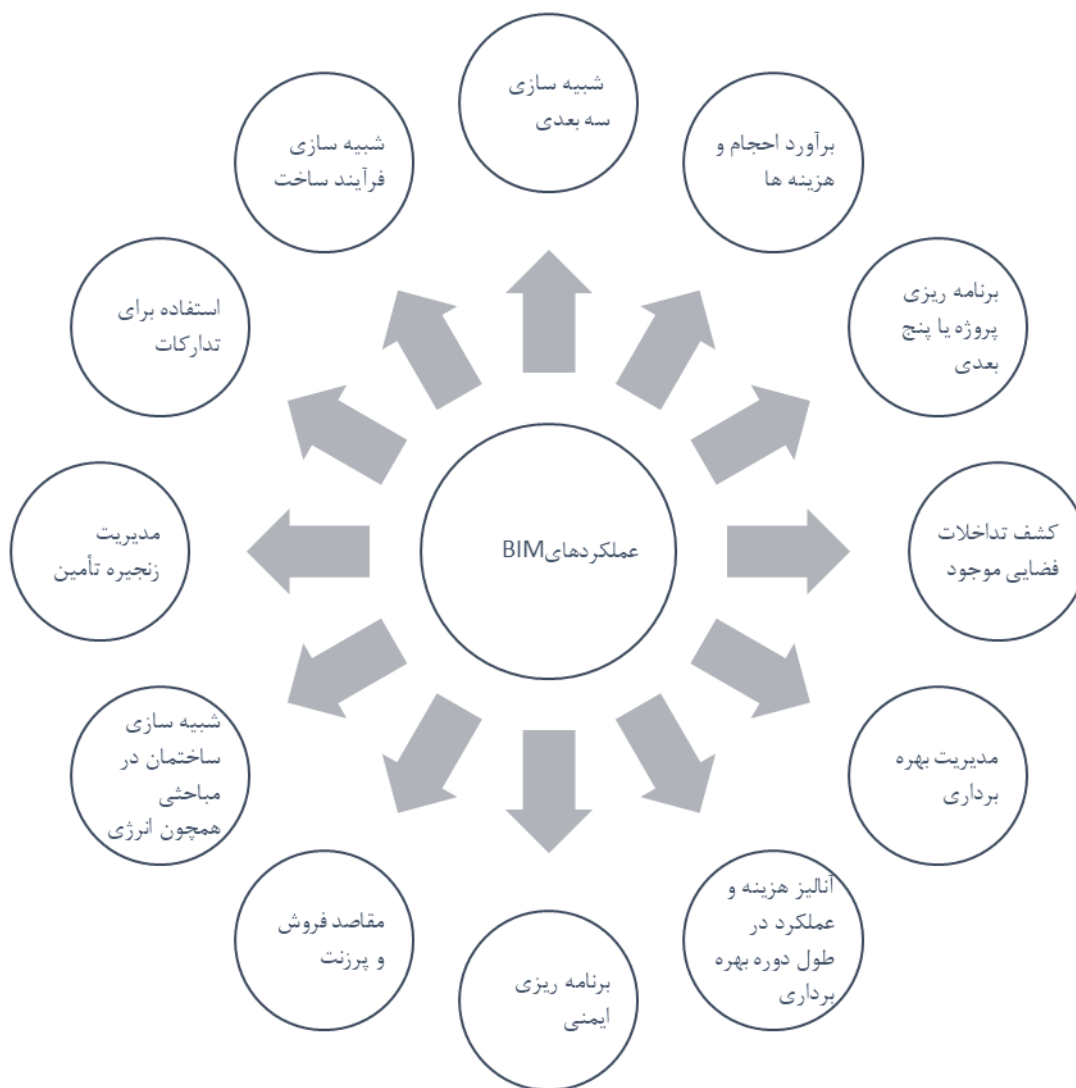 شبیه سازی
سه بعدی
برآورد احجام و
هزینه ها
برنامه ریزی
پروژه یا پنج
بعدی
کشف تداخلات
فضایی موجود
مدیریت بهره
برداری
آنالیز هزینه و
عملکرد در
طول دوره بهره
برداری
برنامه ریزی
ایمنی
مقاصد فروش
و پرزنت
شبیه سازی
ساختمان در
مباحثی
همچون انرژی
مدیریت
زنجیره تأمین
استفاده برای
تدارکات
شبیه سازی
فرآیند ساخت
عملکردهایBIM